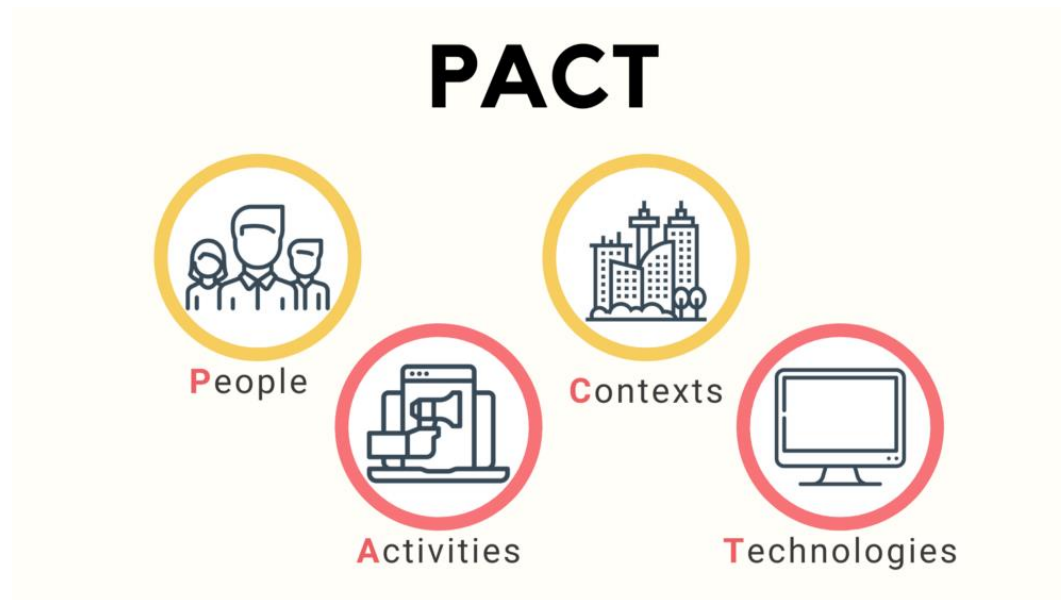 PACT
People
Activities
Contexts
Technologies